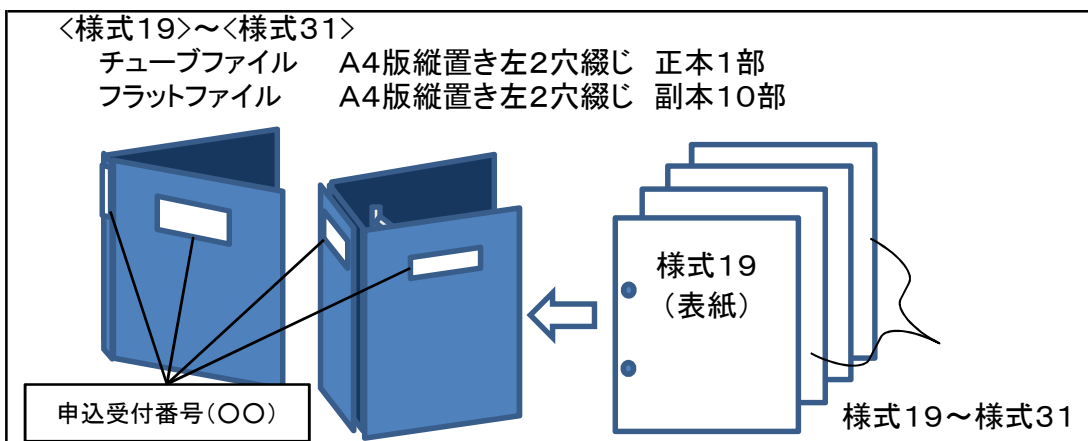 <様式19>~<様式31>
チューブファイル A4版縦置き左2穴綴じ 正本1部
フラットファイル A4版縦置き左2穴綴じ 副本10部
様式19
(表紙)
申込受付番号(○○)
様式19~様式31